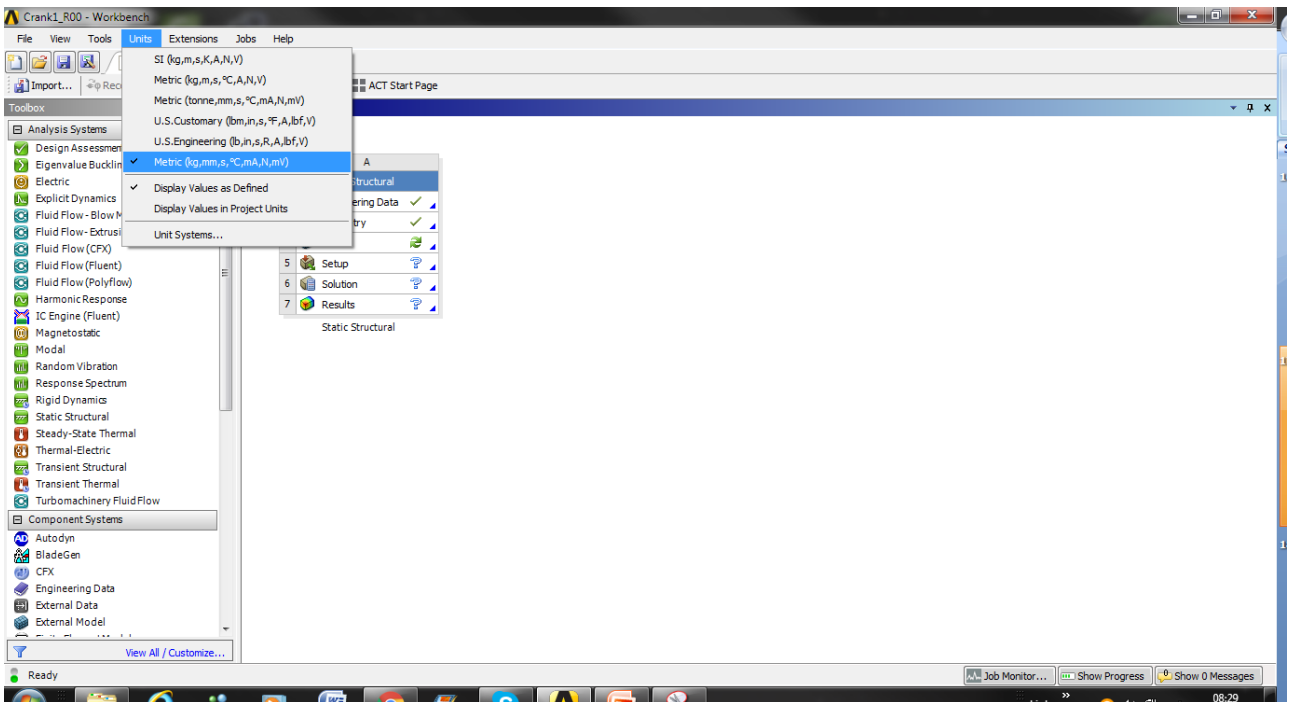 Crank1_R00 - Workbench
File View Tools Units Extensions Jobs Help
Import...
ACT Start Page
SI (kg,m,s,K,A,N,V)
Metric (kg,m,s,°C,A,N,V)
Metric (tonne,mm,s,°C,mA,N,mV)
U.S.Customary (lbm,in,s,°F,A,lbf,V)
U.S.Engineering (lb,in,s,R,A,lbf,V)
Metric (kg,mm,s,°C,mA,N,mV)
Display Values as Defined
Display Values in Project Units
Unit Systems...
Toolbox
Analysis Systems
Design Assessmen
Eigenvalue Bucklin
Electric
Explicit Dynamics
Fluid Flow - Blow M
Fluid Flow- Extrusi
Fluid Flow (CFX)
Fluid Flow (Fluent)
Fluid Flow (Polyflow)
Harmonic Response
IC Engine (Fluent)
Magnetostatic
Modal
Random Vibration
Response Spectrum
Rigid Dynamics
Static Structural
Steady-State Thermal
Thermal-Electric
Transient Structural
Transient Thermal
Turbomachinery Fluid Flow
Component Systems
Autodyn
BladeGen
CFX
Engineering Data
External Data
External Model
View All / Customize...
A
Structural
ering Data
try
5 Setup
6 Solution
7 Results
Static Structural
Ready
Job Monitor... Show Progress Show 0 Messages
08:29